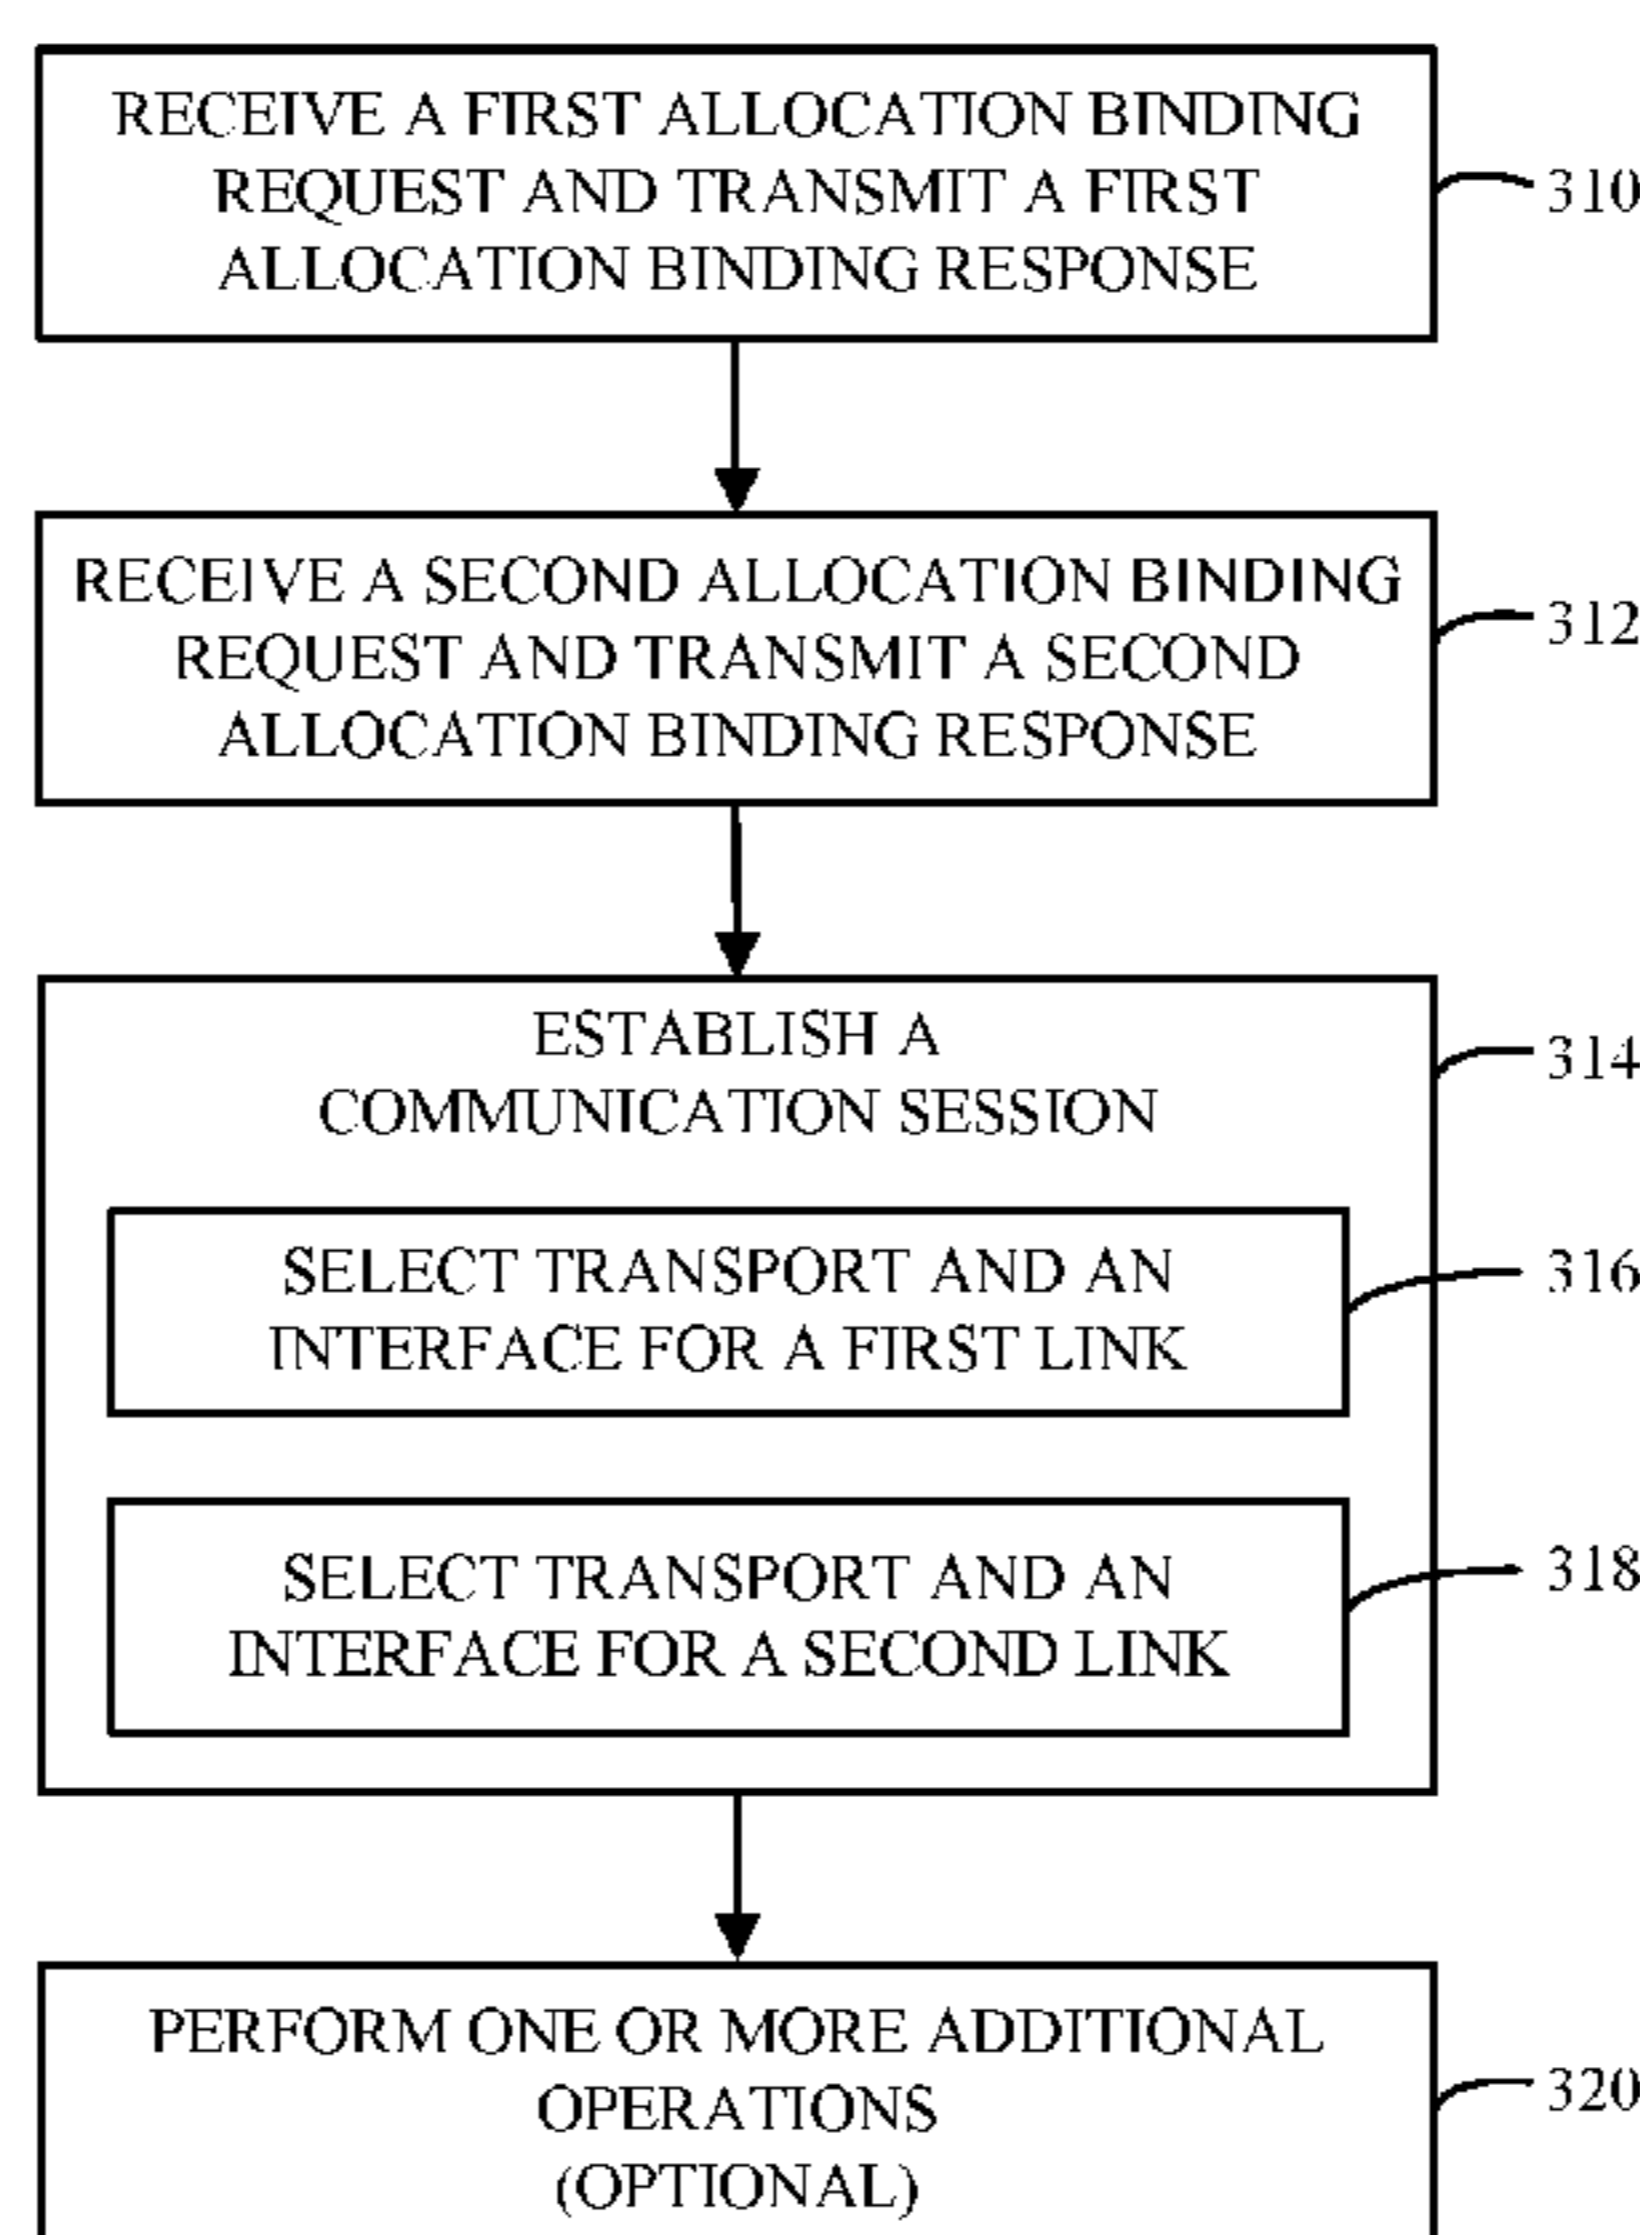 RECEIVE A FIRST ALLOCATION BINDING
REQUEST AND TRANSMIT A FIRST
ALLOCATION BINDING RESPONSE
310
RECEIVE A SECOND ALLOCATION BINDING
REQUEST AND TRANSMIT A SECOND
ALLOCATION BINDING RESPONSE
312
ESTABLISH A
COMMUNICATION SESSION
314
SELECT TRANSPORT AND AN
INTERFACE FOR A FIRST LINK
316
SELECT TRANSPORT AND AN
INTERFACE FOR A SECOND LINK
318
PERFORM ONE OR MORE ADDITIONAL
OPERATIONS
(OPTIONAL)
320